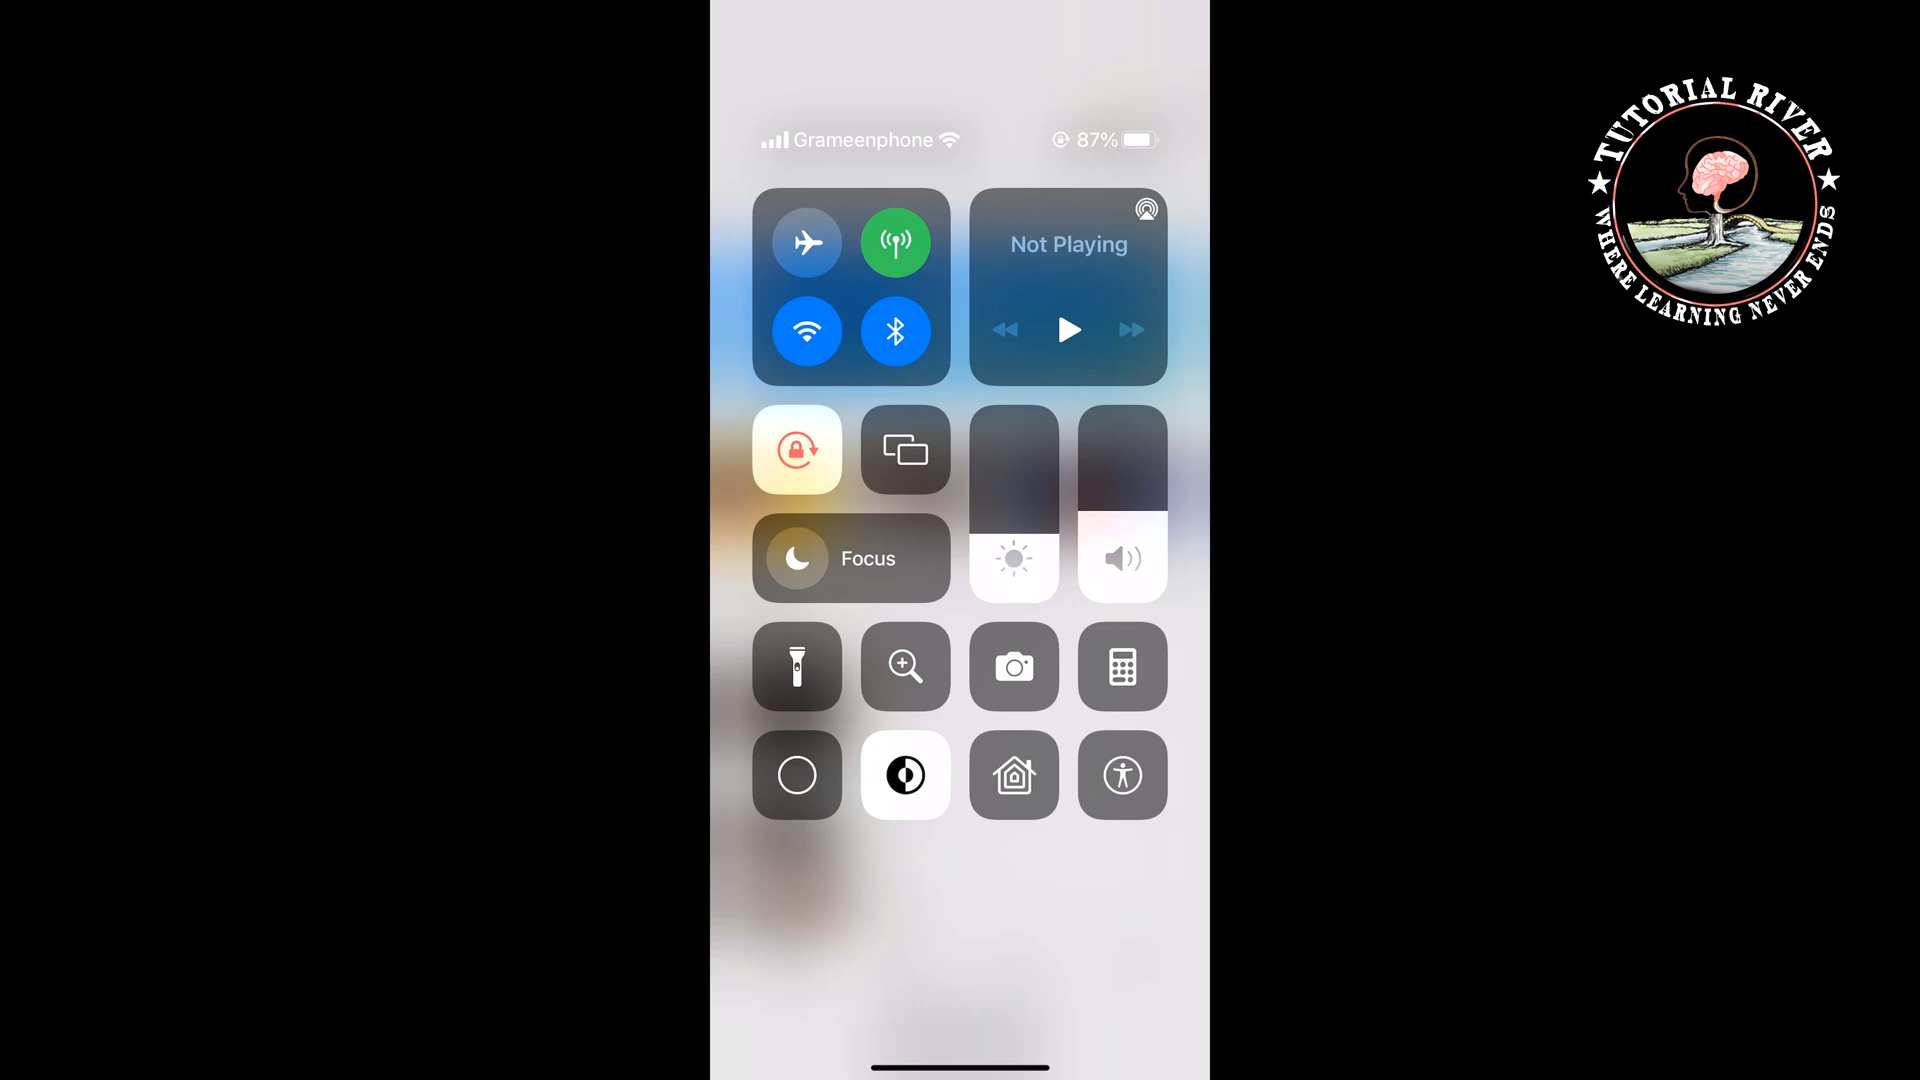 Grameenphone
87%
Not Playing
Focus
TUTORIAL RIVER
WHERE LEARNING NEVER ENDS